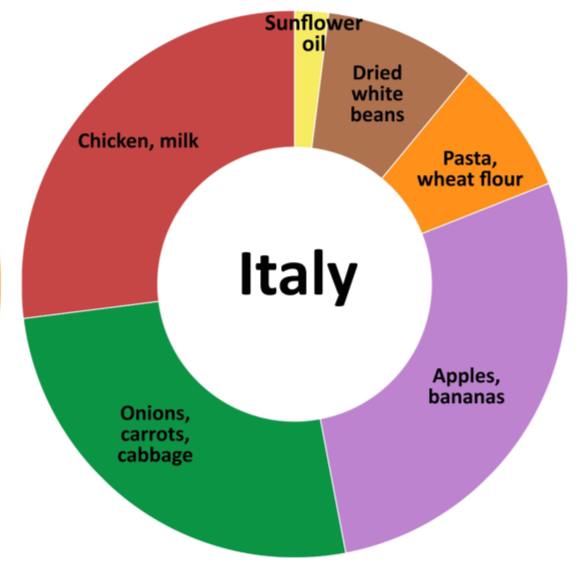 Sunflower
oil
Dried
white
beans
Chicken, milk
Pasta,
wheat flour
Italy
Apples,
bananas
Onions,
carrots,
cabbage